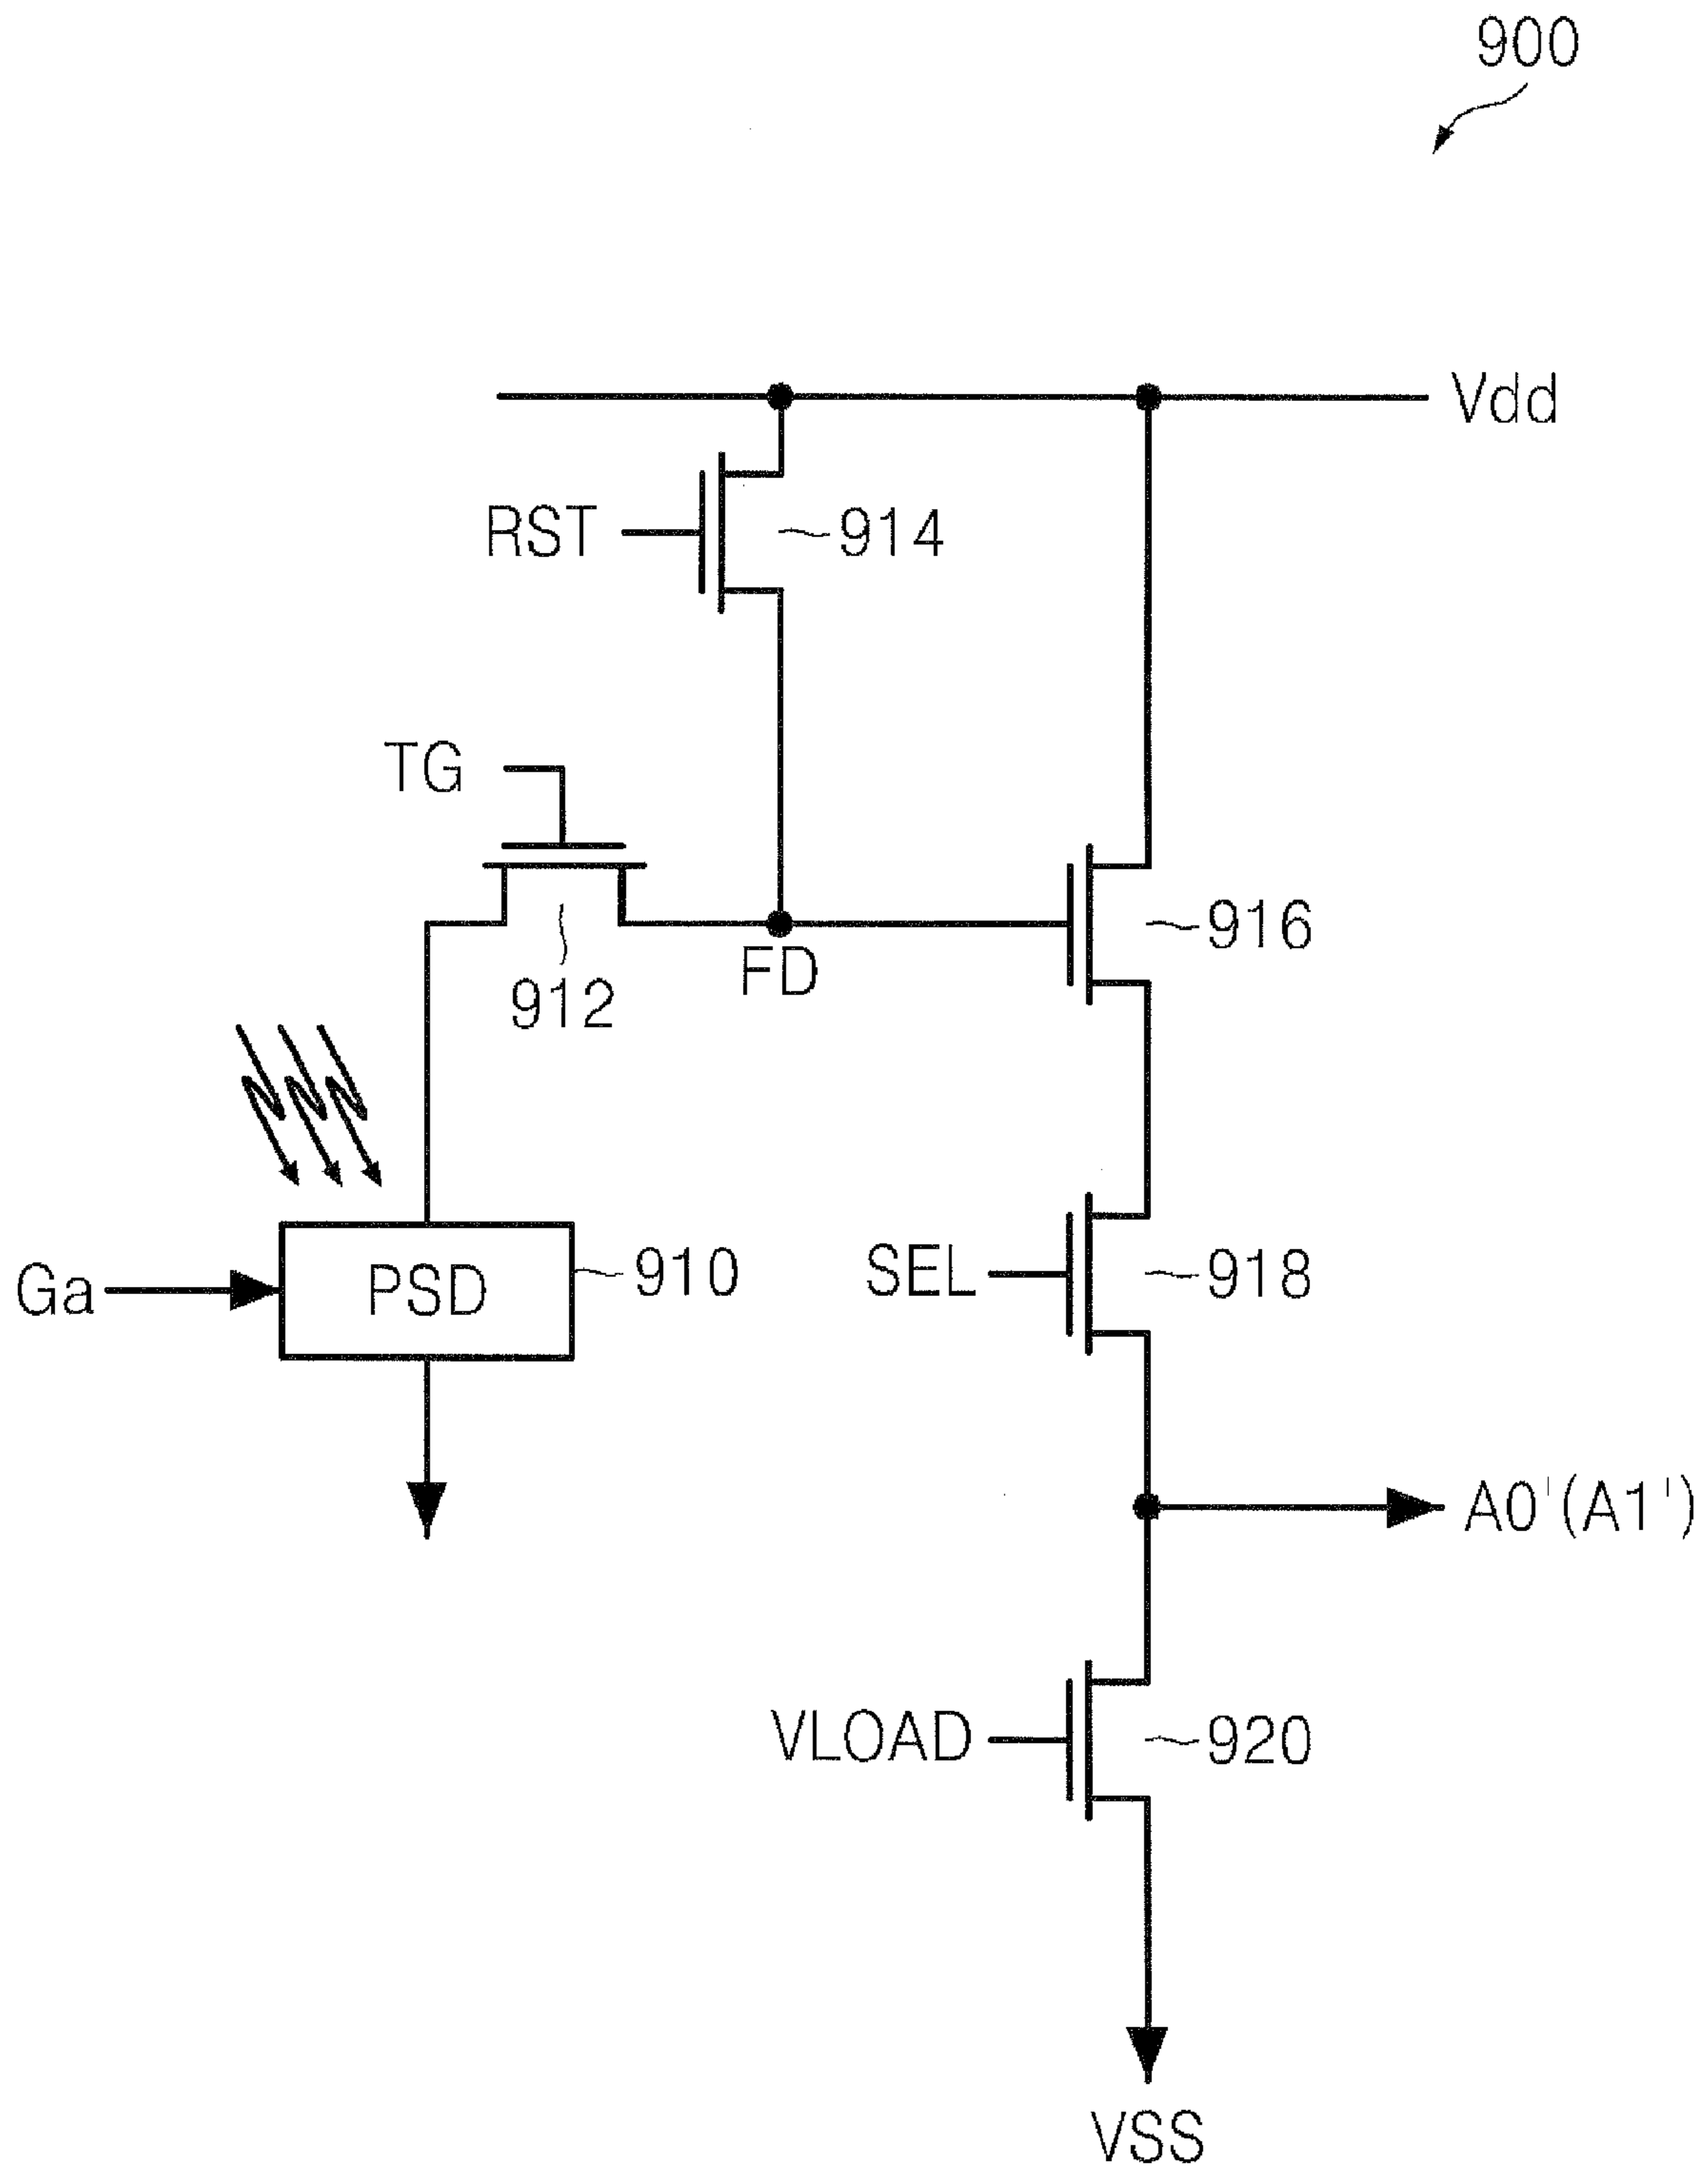 900
Vdd
RST
914
TG
912
FD
916
Ga
PSD
910
SEL
918
A0'(A1')
VLOAD
920
VSS